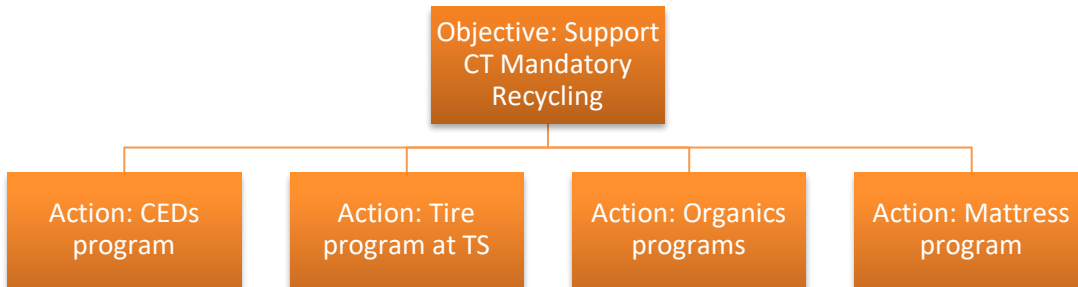 Objective: Support
CT Mandatory
Recycling
Action: CEDs
program
Action: Tire
program at TS
Action: Organics
programs
Action: Mattress
program